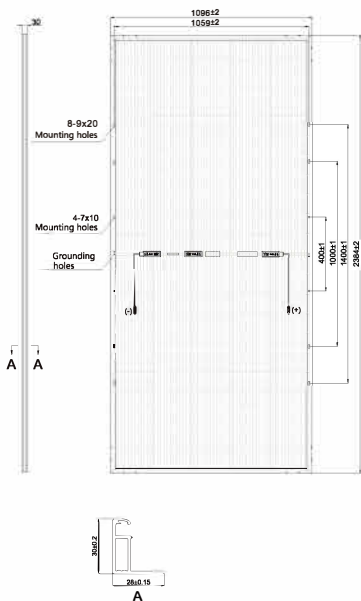 1096±2
1059±2
30
8-9x20
Mounting holes
4-7x10
Mounting holes
Grounding
holes
400±1
1000±1
1400±1
2384±2
(-)
(+)
A
A
30±0.2
28±0.15
A